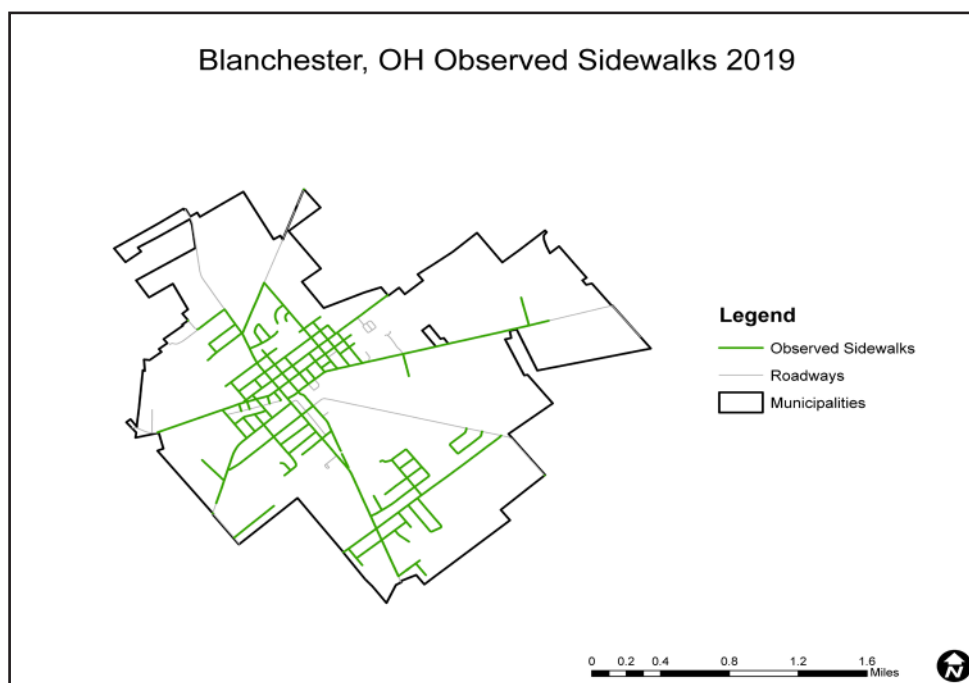 Blanchester, OH Observed Sidewalks 2019
Legend
Observed Sidewalks
Roadways
Municipalities
0 0.2 0.4 0.8 1.2 1.6
Miles
N